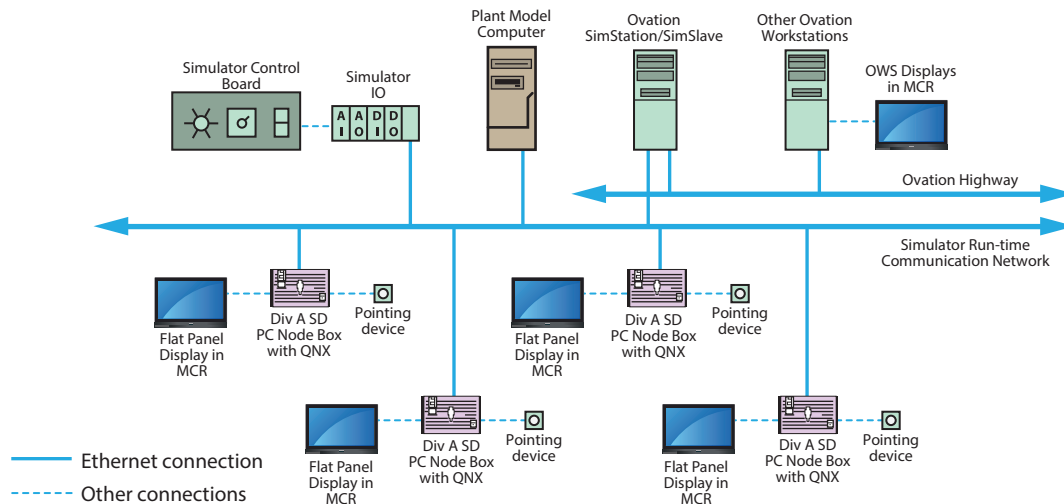 Plant Model
Computer
Ovation
SimStation/SimSlave
Other Ovation
Workstations
Simulator Control
Board
Simulator
IO
OWS Displays
in MCR
A A D D
I O I O
Ovation Highway
Simulator Run-time
Communication Network
Flat Panel
Display in
MCR
Div A SD
PC Node Box
with QNX
Pointing
device
Flat Panel
Display in
MCR
Div A SD
PC Node Box
with QNX
Pointing
device
Flat Panel
Display in
MCR
Div A SD
PC Node Box
with QNX
Pointing
device
Flat Panel
Display in
MCR
Div A SD
PC Node Box
with QNX
Pointing
device
Ethernet connection
Other connections